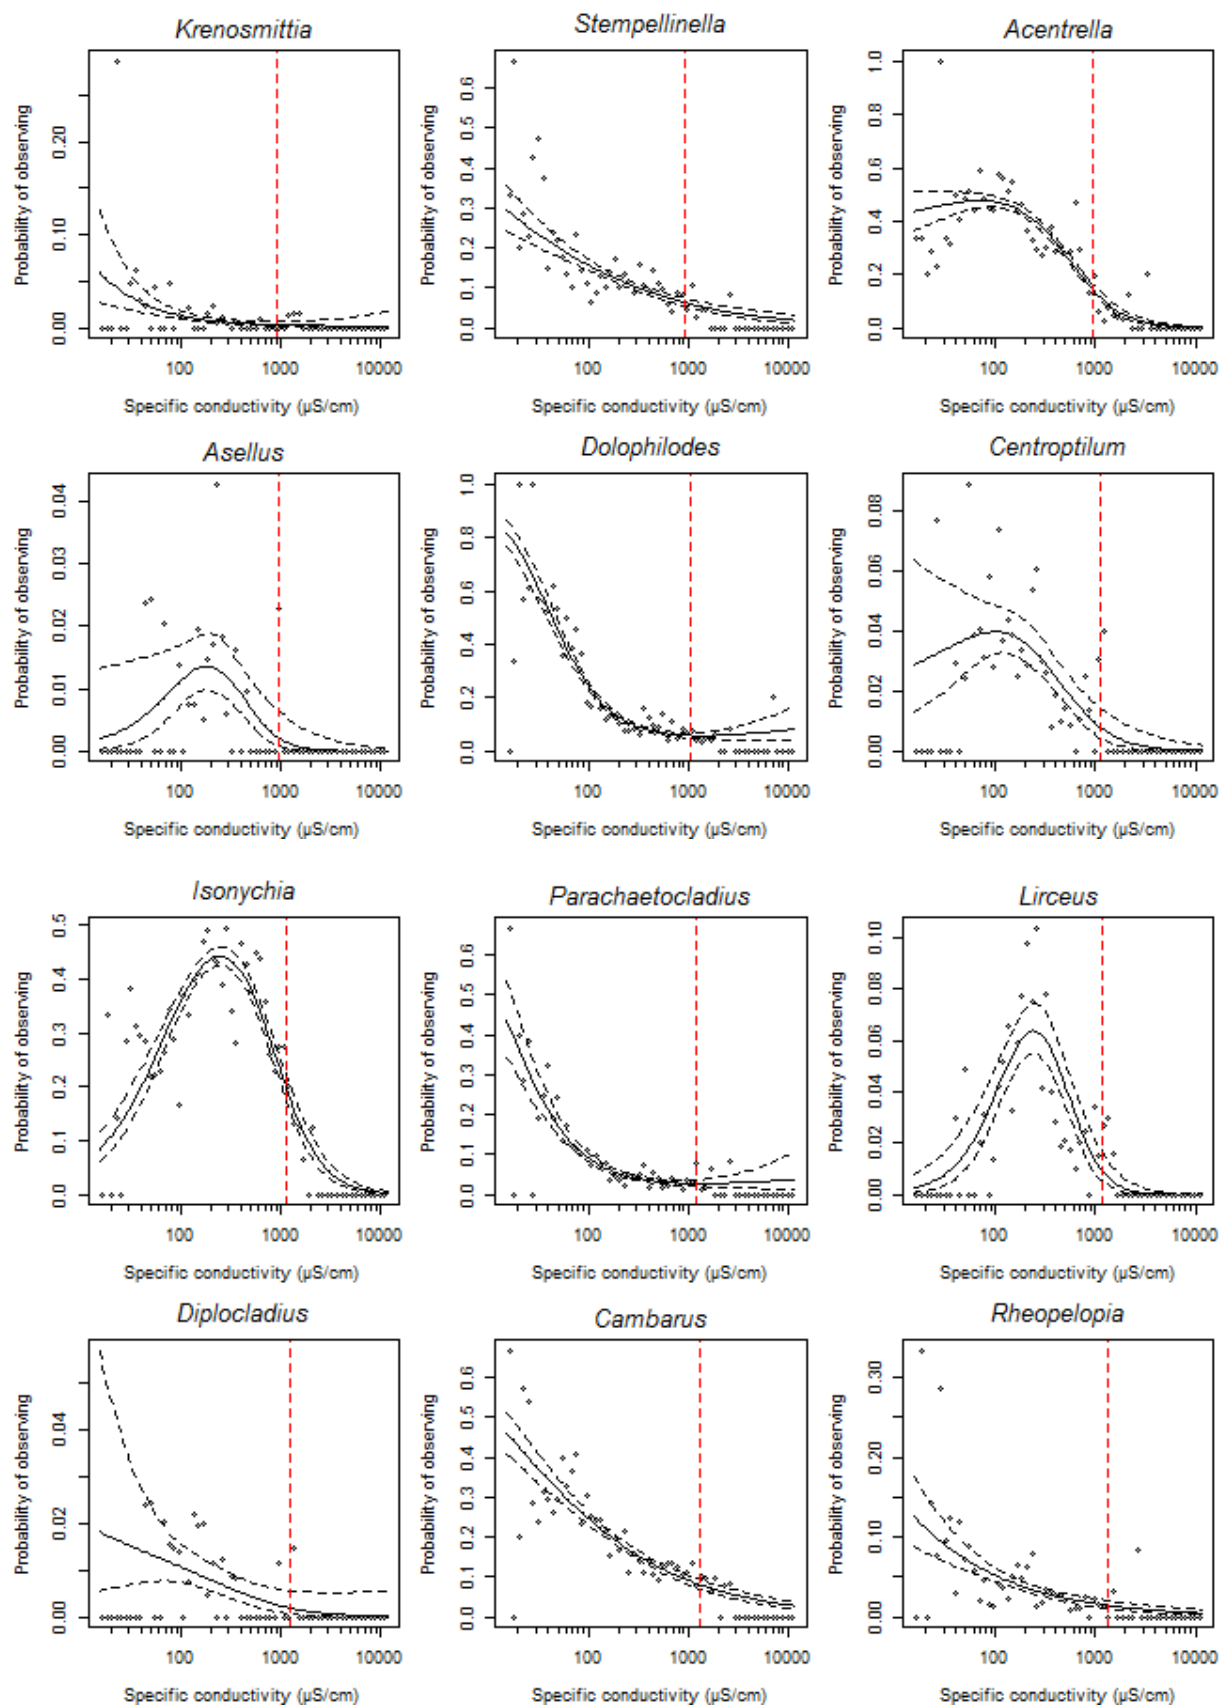 Krenosmittia
Stempellinella
Acentrella
Probability of observing
0.00 0.10 0.20
100 1000 10000
Specific conductivity (µS/cm)
Probability of observing
0.0 0.1 0.2 0.3 0.4 0.5 0.6
100 1000 10000
Specific conductivity (µS/cm)
Probability of observing
0.0 0.2 0.4 0.6 0.8 1.0
100 1000 10000
Specific conductivity (µS/cm)
Asellus
Dolophilodes
Centroptilum
Probability of observing
0.00 0.01 0.02 0.03 0.04
100 1000 10000
Specific conductivity (µS/cm)
Probability of observing
0.0 0.2 0.4 0.6 0.8 1.0
100 1000 10000
Specific conductivity (µS/cm)
Probability of observing
0.00 0.02 0.04 0.06 0.08
100 1000 10000
Specific conductivity (µS/cm)
Isonychia
Parachaetocladius
Lirceus
Probability of observing
0.0 0.1 0.2 0.3 0.4 0.5
100 1000 10000
Specific conductivity (µS/cm)
Probability of observing
0.0 0.1 0.2 0.3 0.4 0.5 0.6
100 1000 10000
Specific conductivity (µS/cm)
Probability of observing
0.00 0.02 0.04 0.06 0.08 0.10
100 1000 10000
Specific conductivity (µS/cm)
Diplocladius
Cambarus
Rheopelopia
Probability of observing
0.00 0.02 0.04
100 1000 10000
Specific conductivity (µS/cm)
Probability of observing
0.0 0.1 0.2 0.3 0.4 0.5 0.6
100 1000 10000
Specific conductivity (µS/cm)
Probability of observing
0.00 0.10 0.20 0.30
100 1000 10000
Specific conductivity (µS/cm)